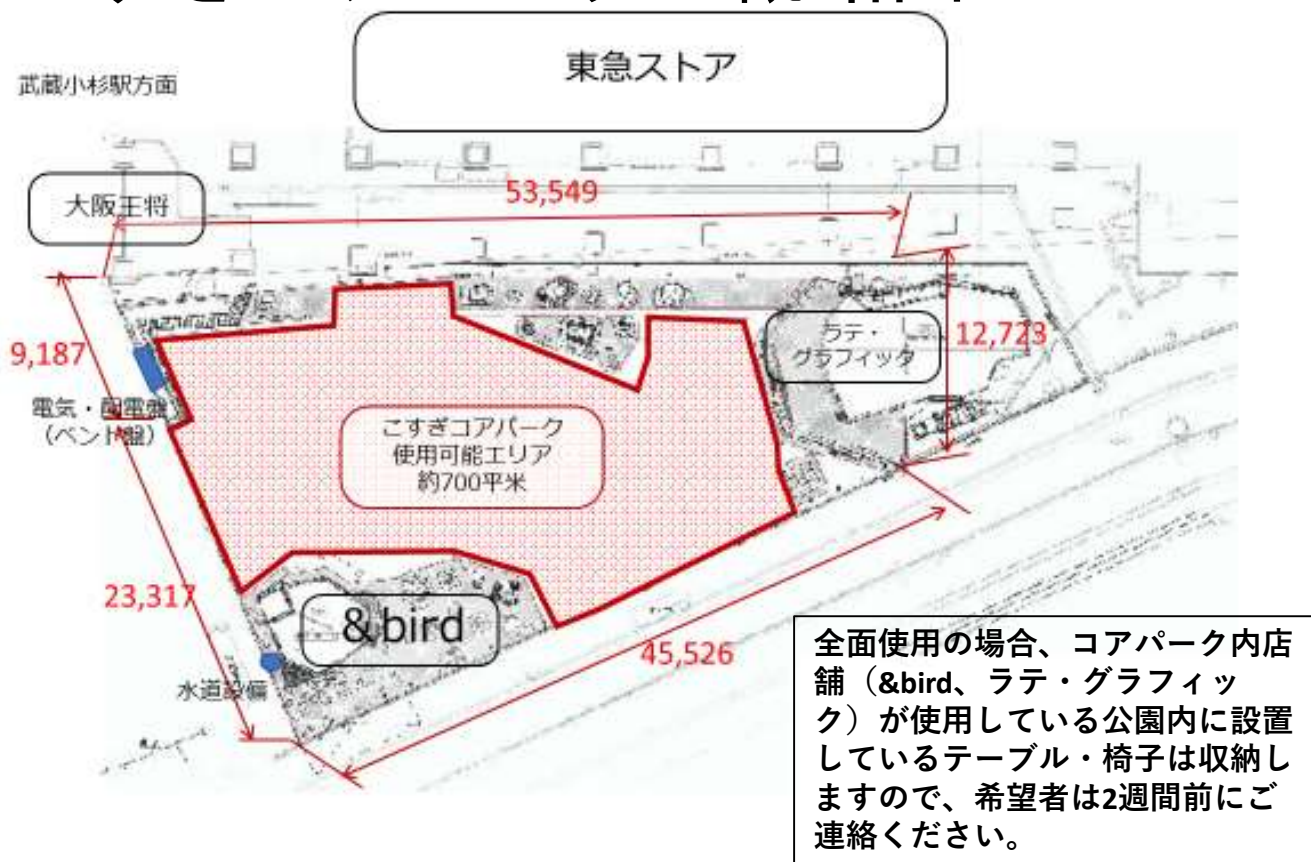 東急ストア
武蔵小杉駅方面
大阪王将
53,549
9,187
12,723
ラテ・
グラフィック
電気・配電盤
(ベント盤)
こすぎコアパーク
使用可能エリア
約700平米
23,317
&bird
45,526
水道設備
全面使用の場合、コアパーク内店
舗（&bird、ラテ・グラフィッ
ク）が使用している公園内に設置
しているテーブル・椅子は収納し
ますので、希望者は2週間前にご
連絡ください。